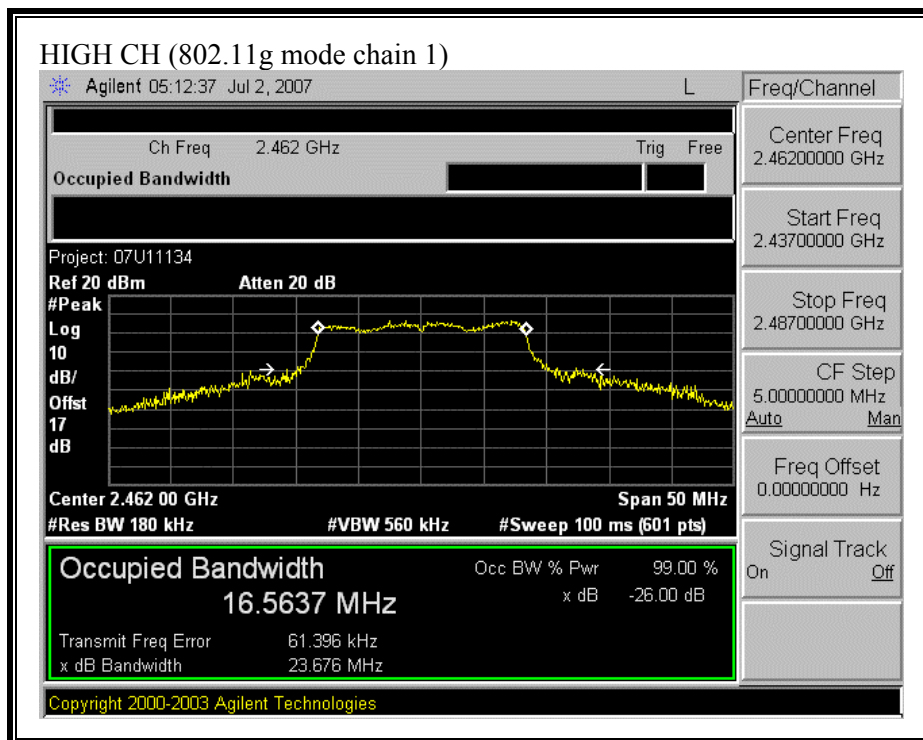 HIGH CH (802.11g mode chain 1)
Agilent 05:12:37 Jul 2, 2007 L
Freq/Channel
Ch Freq 2.462 GHz Trig Free
Occupied Bandwidth
Center Freq
2.46200000 GHz
Start Freq
2.43700000 GHz
Stop Freq
2.48700000 GHz
CF Step
5.00000000 MHz
Auto Man
Freq Offset
0.00000000 Hz
Signal Track
On Off
Project: 07U11134
Ref 20 dBm Atten 20 dB
#Peak
Log
10
dB/
Offst
17
dB
Center 2.462 00 GHz Span 50 MHz
#Res BW 180 kHz #VBW 560 kHz #Sweep 100 ms (601 pts)
Occupied Bandwidth
16.5637 MHz
Occ BW % Pwr 99.00 %
x dB -26.00 dB
Transmit Freq Error 61.396 kHz
x dB Bandwidth 23.676 MHz
Copyright 2000-2003 Agilent Technologies